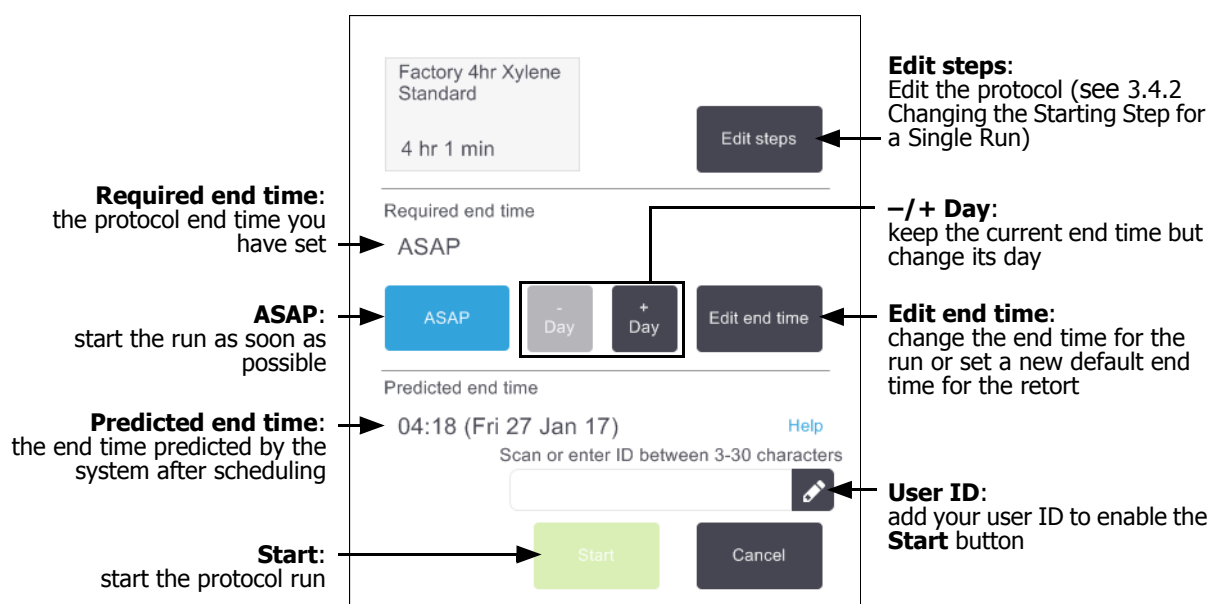 Factory 4hr Xylene
Standard
4 hr 1 min
Edit steps
Edit steps:
Edit the protocol (see 3.4.2
Changing the Starting Step for
a Single Run)
Required end time:
the protocol end time you
have set
Required end time
ASAP
–/+ Day:
keep the current end time but
change its day
ASAP:
start the run as soon as
possible
ASAP
-
Day
+
Day
Edit end time
Edit end time:
change the end time for the
run or set a new default end
time for the retort
Predicted end time:
the end time predicted by the
system after scheduling
Predicted end time
04:18 (Fri 27 Jan 17)
Help
Scan or enter ID between 3-30 characters
User ID:
add your user ID to enable the
Start button
Start:
start the protocol run
Start
Cancel